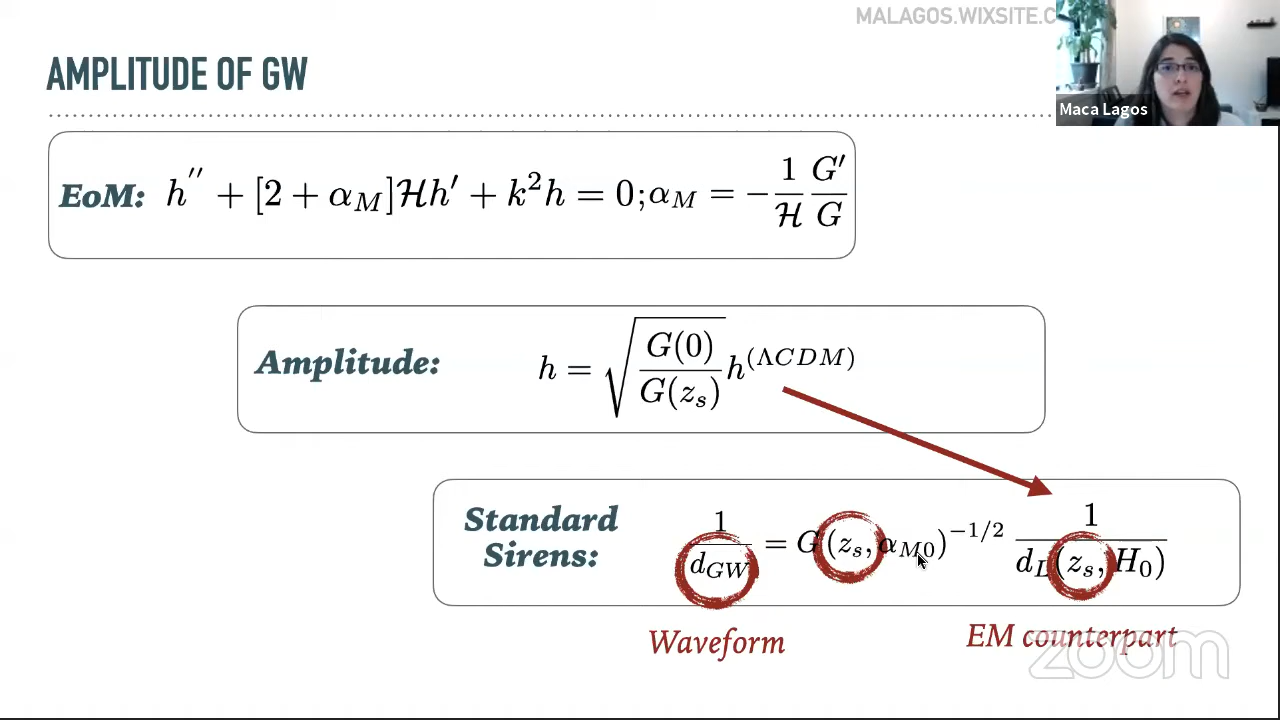 MALAGOS.WIXSITE.C
AMPLITUDE OF GW
Maca Lagos
EoM: h′′ + [2 + α_M]ℋh′ + k²h = 0; α_M = −(1/ℋ)(G′/G)
Amplitude: h = √(G(0)/G(z_s)) h^(ΛCDM)
Standard
Sirens: 1/d_GW = G(z_s, α_M0)^−1/2 1/d_L(z_s, H_0)
Waveform
EM counterpart
zoom